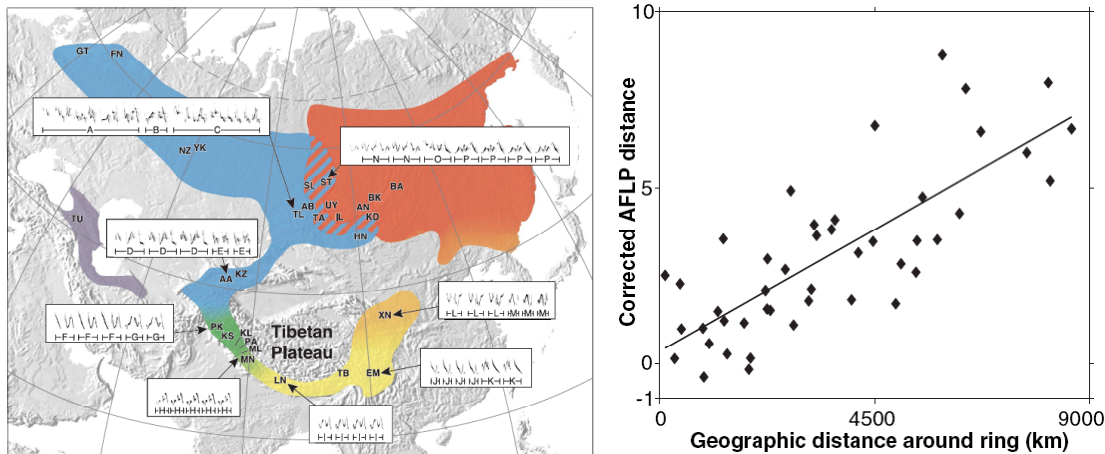 GT FN
A B C
NZ YK
N N O P P P P
SL ST
BA
BK
AB UY AN
TL TA IL KD
HN
TU
D D D E E
AA KZ
F F F G G
PK
KS KL
PA
ML
MN
Tibetan
Plateau
XN
L L L M M
H H H H H
LN
TB EM
J J J J K K
I I I I
10
5
0
-1
0 4500 9000
Corrected AFLP distance
Geographic distance around ring (km)